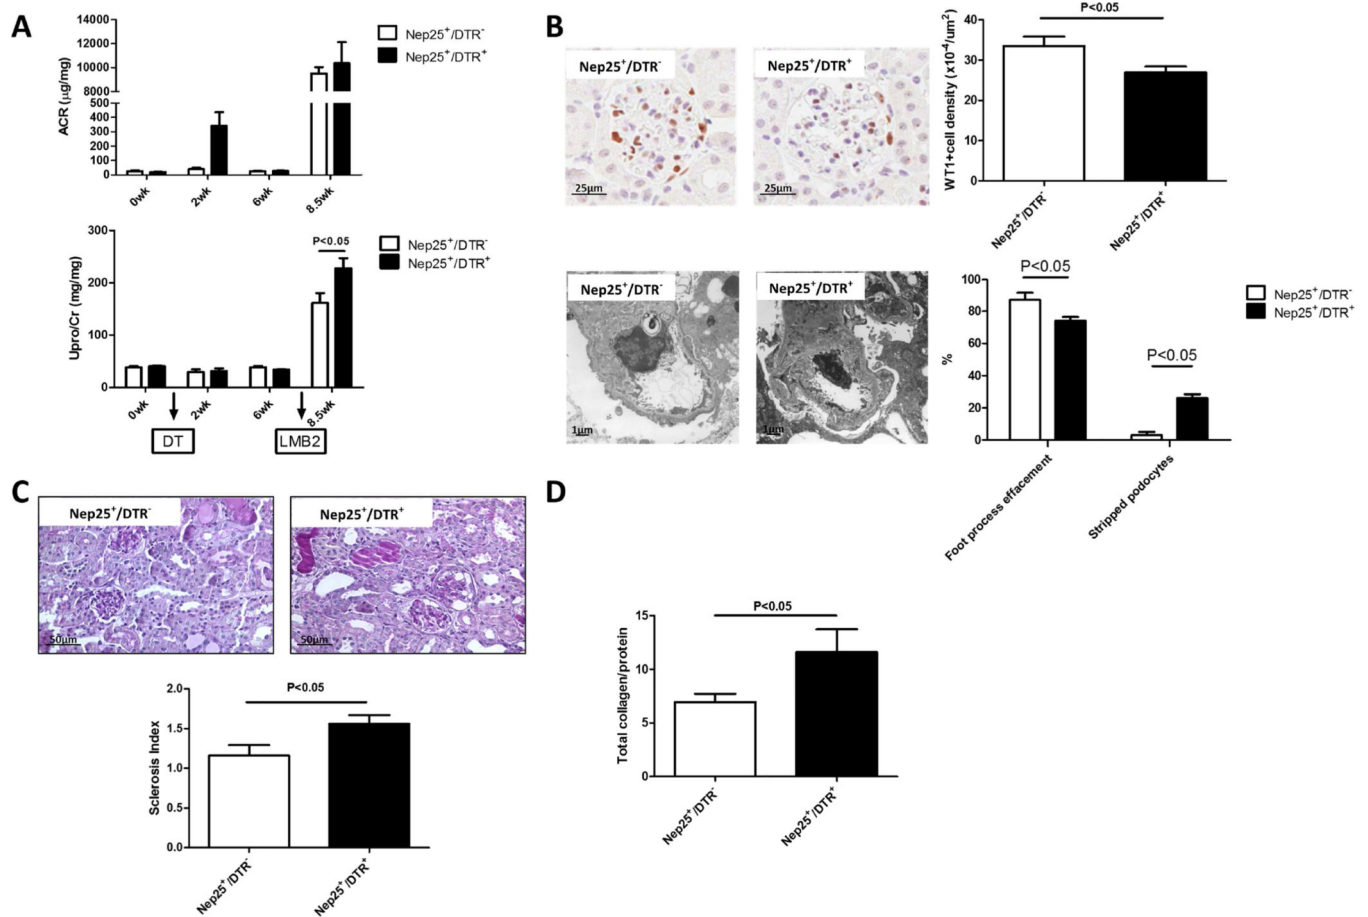 A
ACR (µg/mg)
14000
12000
10000
8000
500
400
300
200
100
0
0wk
2wk
6wk
8.5wk
Nep25⁺/DTR⁻
Nep25⁺/DTR⁺
Upro/Cr (mg/mg)
300
200
100
0
P<0.05
Nep25⁺/DTR⁻
Nep25⁺/DTR⁺
0wk
2wk
6wk
8.5wk
DT
LMB2
B
Nep25⁺/DTR⁻
25µm
Nep25⁺/DTR⁺
25µm
WT1+cell density (x10⁻⁴/um²)
40
30
20
10
0
P<0.05
Nep25⁺/DTR⁻
Nep25⁺/DTR⁺
Nep25⁺/DTR⁻
1µm
Nep25⁺/DTR⁺
1µm
%
100
80
60
40
20
0
P<0.05
P<0.05
Nep25⁺/DTR⁻
Nep25⁺/DTR⁺
Foot process effacement
Stripped podocytes
C
Nep25⁺/DTR⁻
50µm
Nep25⁺/DTR⁺
50µm
Sclerosis Index
2.0
1.5
1.0
0.5
0.0
P<0.05
Nep25⁺/DTR⁻
Nep25⁺/DTR⁺
D
Total collagen/protein
15
10
5
0
P<0.05
Nep25⁺/DTR⁻
Nep25⁺/DTR⁺